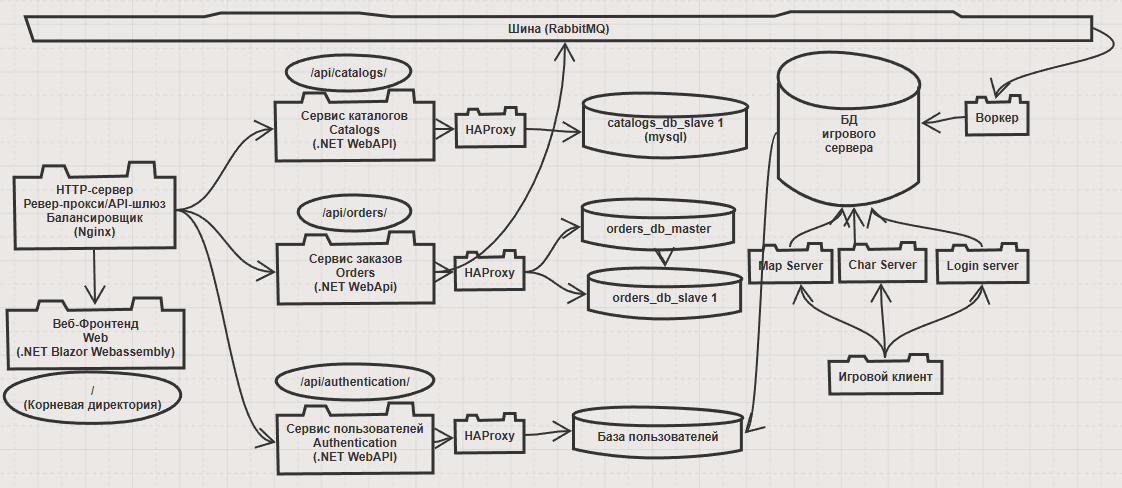 Шина (RabbitMQ)
/api/catalogs/
Сервис каталогов
Catalogs
(.NET WebAPI)
HAProxy
catalogs_db_slave 1
(mysql)
БД
игрового
сервера
Воркер
HTTP-сервер
Ревер-прокси/API-шлюз
Балансировщик
(Nginx)
/api/orders/
Сервис заказов
Orders
(.NET WebApi)
HAProxy
orders_db_master
orders_db_slave 1
Map Server
Char Server
Login server
Игровой клиент
Веб-Фронтенд
Web
(.NET Blazor Webassembly)
/
(Корневая директория)
/api/authentication/
Сервис пользователей
Authentication
(.NET WebAPI)
HAProxy
База пользователей